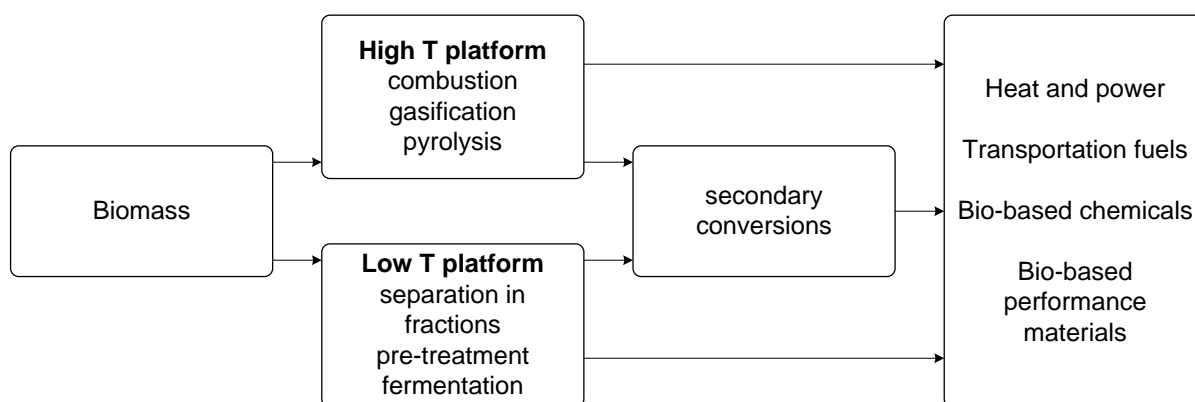 Biomass
High T platform
combustion
gasification
pyrolysis
Low T platform
separation in
fractions
pre-treatment
fermentation
secondary
conversions
Heat and power
Transportation fuels
Bio-based chemicals
Bio-based
performance
materials